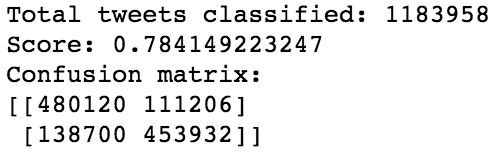 Total tweets classified: 1183958
Score: 0.784149223247
Confusion matrix:
[[480120 111206]
 [138700 453932]]